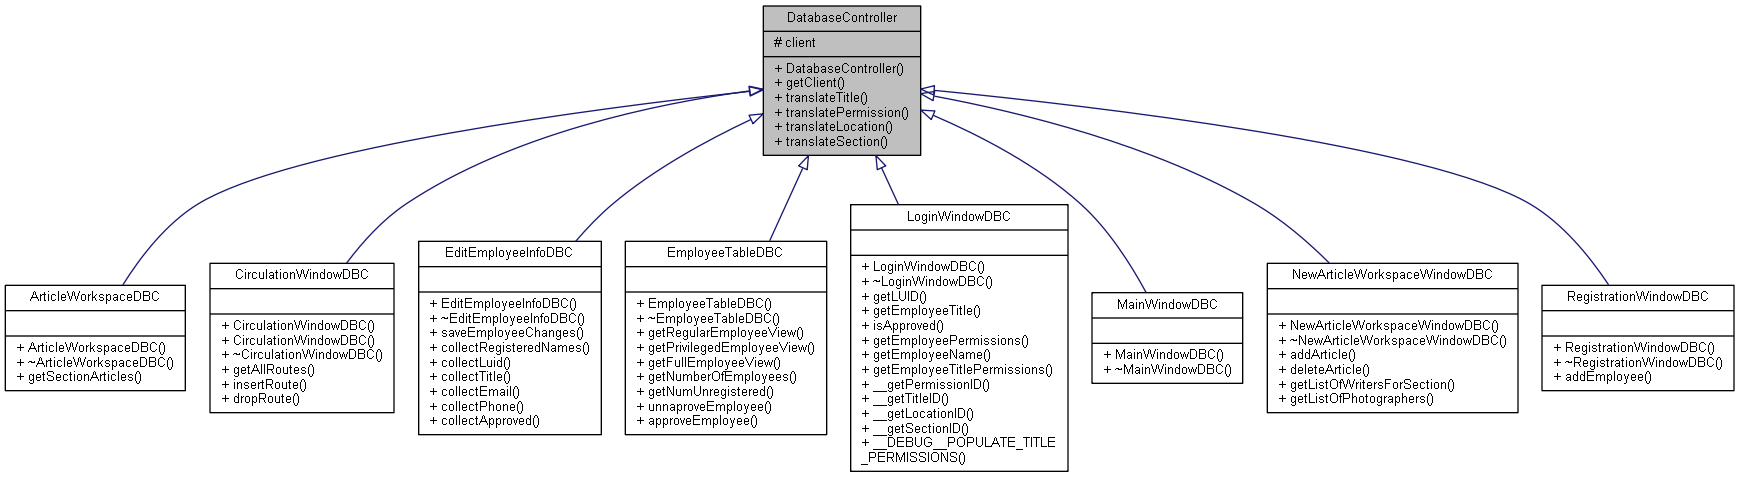 DatabaseController
# client
+ DatabaseController()
+ getClient()
+ translateTitle()
+ translatePermission()
+ translateLocation()
+ translateSection()
ArticleWorkspaceDBC
+ ArticleWorkspaceDBC()
+ ~ArticleWorkspaceDBC()
+ getSectionArticles()
CirculationWindowDBC
+ CirculationWindowDBC()
+ CirculationWindowDBC()
+ ~CirculationWindowDBC()
+ getAllRoutes()
+ insertRoute()
+ dropRoute()
EditEmployeeInfoDBC
+ EditEmployeeInfoDBC()
+ ~EditEmployeeInfoDBC()
+ saveEmployeeChanges()
+ collectRegisteredNames()
+ collectLuid()
+ collectTitle()
+ collectEmail()
+ collectPhone()
+ collectApproved()
EmployeeTableDBC
+ EmployeeTableDBC()
+ ~EmployeeTableDBC()
+ getRegularEmployeeView()
+ getPrivilegedEmployeeView()
+ getFullEmployeeView()
+ getNumberOfEmployees()
+ getNumUnregistered()
+ unnaproveEmployee()
+ approveEmployee()
LoginWindowDBC
+ LoginWindowDBC()
+ ~LoginWindowDBC()
+ getLUID()
+ getEmployeeTitle()
+ isApproved()
+ getEmployeePermissions()
+ getEmployeeName()
+ getEmployeeTitlePermissions()
+ __getPermissionID()
+ __getTitleID()
+ __getLocationID()
+ __getSectionID()
+ __DEBUG__POPULATE_TITLE
_PERMISSIONS()
MainWindowDBC
+ MainWindowDBC()
+ ~MainWindowDBC()
NewArticleWorkspaceWindowDBC
+ NewArticleWorkspaceWindowDBC()
+ ~NewArticleWorkspaceWindowDBC()
+ addArticle()
+ deleteArticle()
+ getListOfWritersForSection()
+ getListOfPhotographers()
RegistrationWindowDBC
+ RegistrationWindowDBC()
+ ~RegistrationWindowDBC()
+ addEmployee()